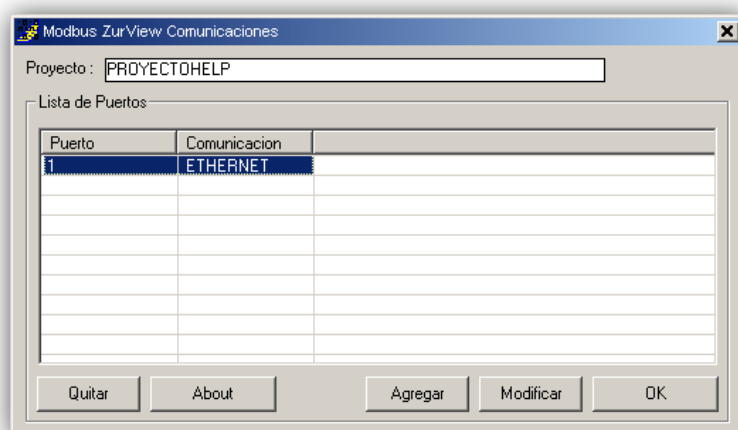 Modbus ZurView Comunicaciones
Proyecto : PROYECTOHELP
Lista de Puertos
Puerto Comunicacion
1 ETHERNET
Quitar About Agregar Modificar OK